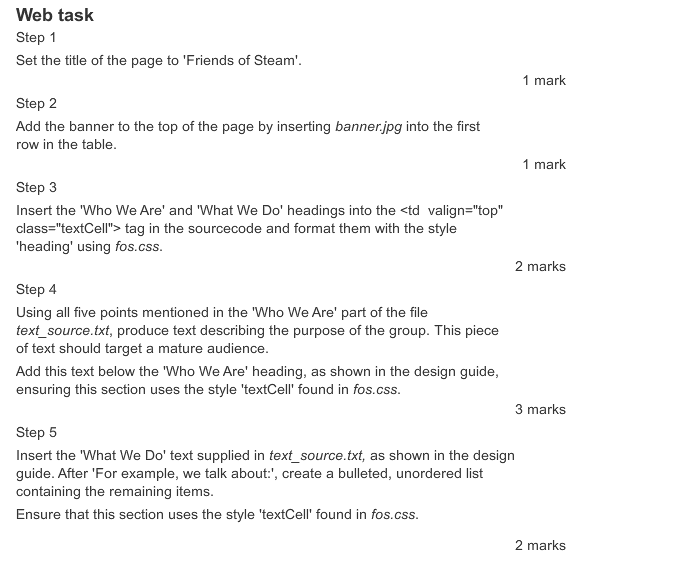 Web task
Step 1
Set the title of the page to 'Friends of Steam'.
1 mark
Step 2
Add the banner to the top of the page by inserting banner.jpg into the first
row in the table.
1 mark
Step 3
Insert the 'Who We Are' and 'What We Do' headings into the <td  valign="top"
class="textCell"> tag in the sourcecode and format them with the style
'heading' using fos.css.
2 marks
Step 4
Using all five points mentioned in the 'Who We Are' part of the file
text_source.txt, produce text describing the purpose of the group. This piece
of text should target a mature audience.
Add this text below the 'Who We Are' heading, as shown in the design guide,
ensuring this section uses the style 'textCell' found in fos.css.
3 marks
Step 5
Insert the 'What We Do' text supplied in text_source.txt, as shown in the design
guide. After 'For example, we talk about:', create a bulleted, unordered list
containing the remaining items.
Ensure that this section uses the style 'textCell' found in fos.css.
2 marks